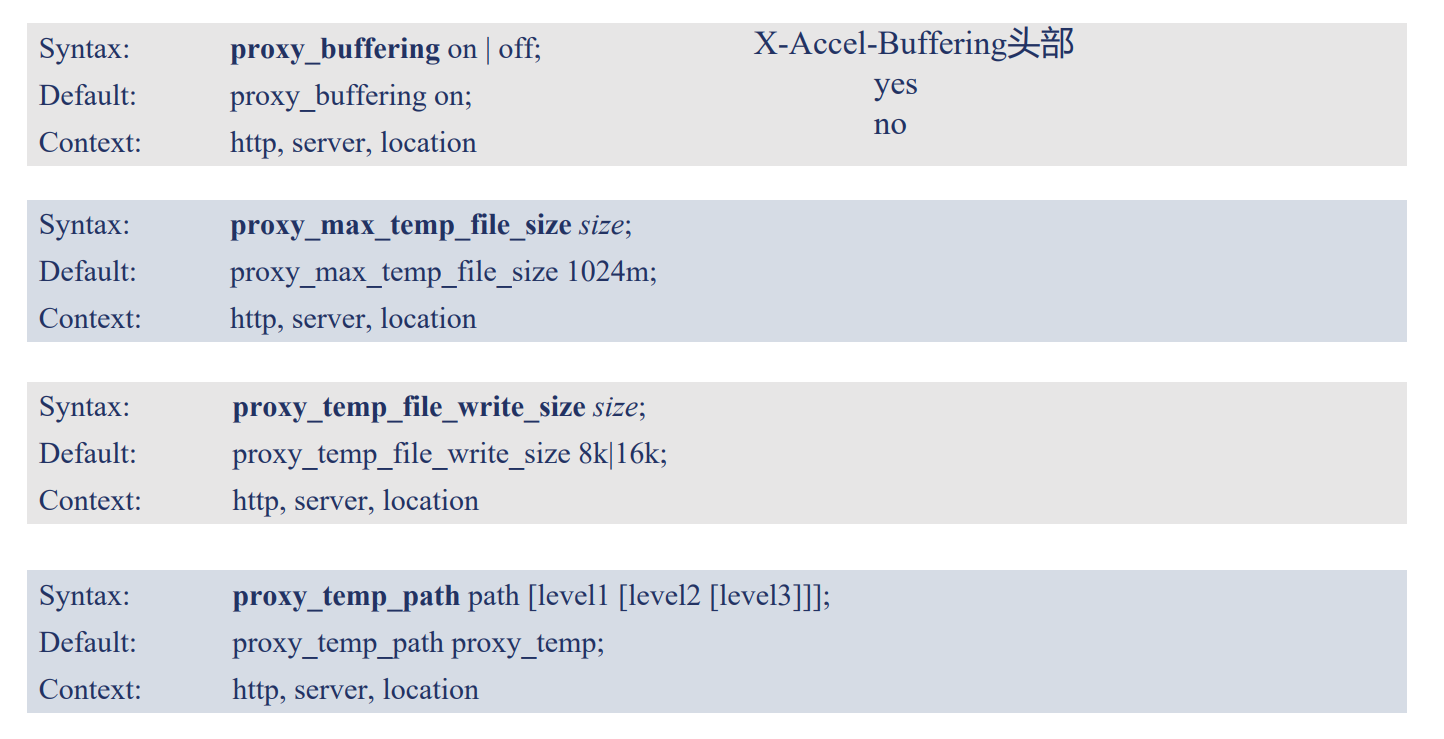 Syntax: proxy_buffering on | off;
Default: proxy_buffering on;
Context: http, server, location
X-Accel-Buffering头部
yes
no
Syntax: proxy_max_temp_file_size size;
Default: proxy_max_temp_file_size 1024m;
Context: http, server, location
Syntax: proxy_temp_file_write_size size;
Default: proxy_temp_file_write_size 8k|16k;
Context: http, server, location
Syntax: proxy_temp_path path [level1 [level2 [level3]]];
Default: proxy_temp_path proxy_temp;
Context: http, server, location